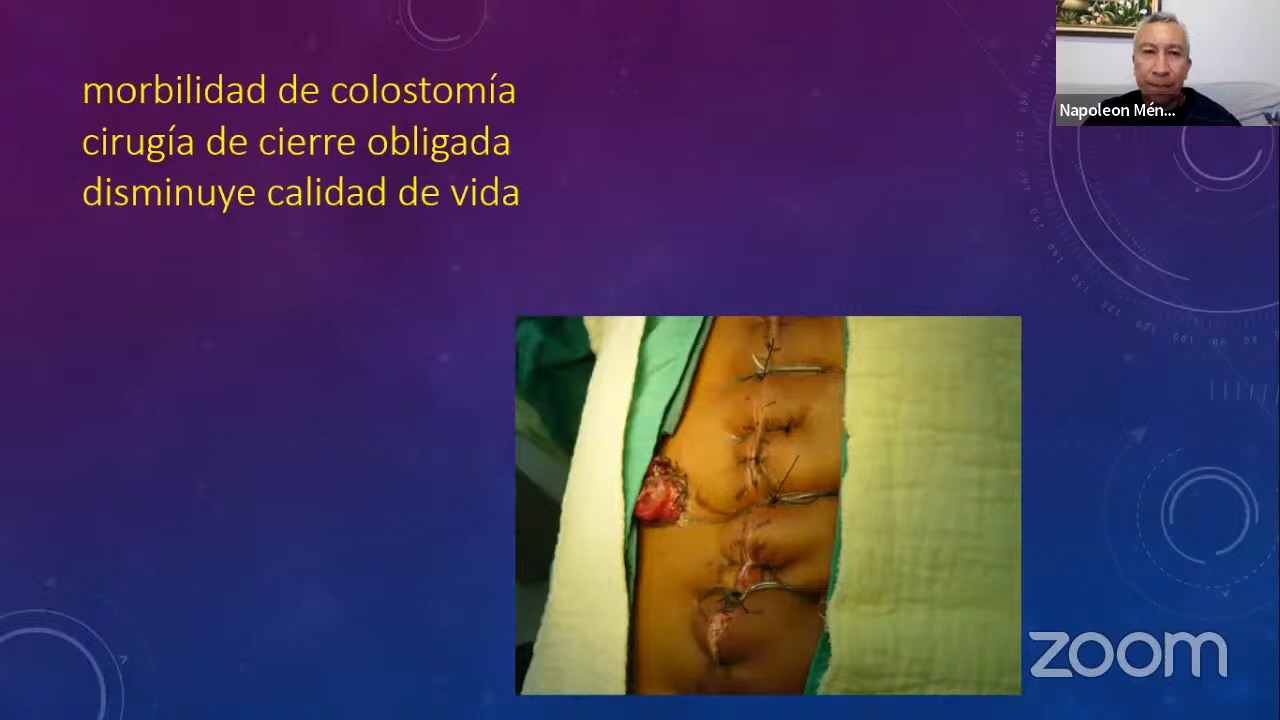 morbilidad de colostomía
cirugía de cierre obligada
disminuye calidad de vida
Napoleon Mén...
zoom